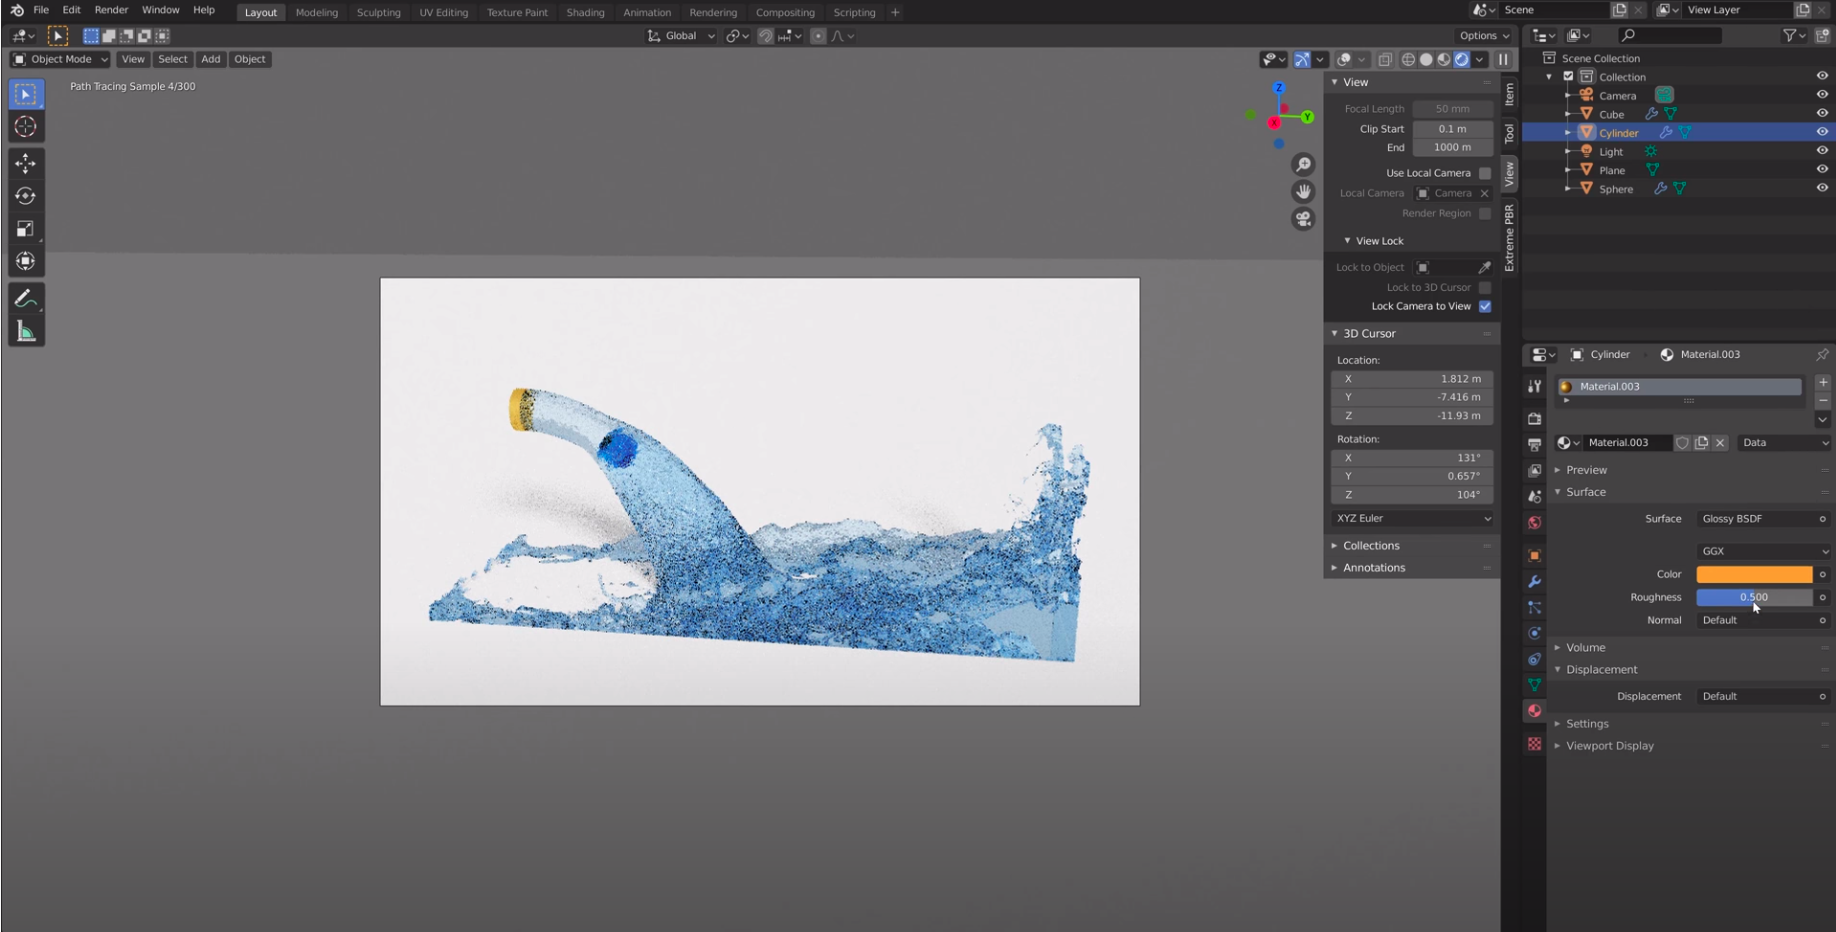 File Edit Render Window Help Layout Modeling Sculpting UV Editing Texture Paint Shading Animation Rendering Compositing Scripting + Scene View Layer
Global Options
Object Mode View Select Add Object
Path Tracing Sample 4/300
Z
Y
X
View
Focal Length 50 mm
Clip Start 0.1 m
End 1000 m
Use Local Camera
Local Camera Camera
Render Region
View Lock
Lock to Object
Lock to 3D Cursor
Lock Camera to View
3D Cursor
Location:
X 1.812 m
Y -7.416 m
Z -11.93 m
Rotation:
X 131°
Y 0.657°
Z 104°
XYZ Euler
Collections
Annotations
Item
Tool
View
Extreme PBR
Scene Collection
Collection
Camera
Cube
Cylinder
Light
Plane
Sphere
Cylinder Material.003
Material.003
Material.003 Data
Preview
Surface
Surface Glossy BSDF
GGX
Color
Roughness 0.500
Normal Default
Volume
Displacement
Displacement Default
Settings
Viewport Display